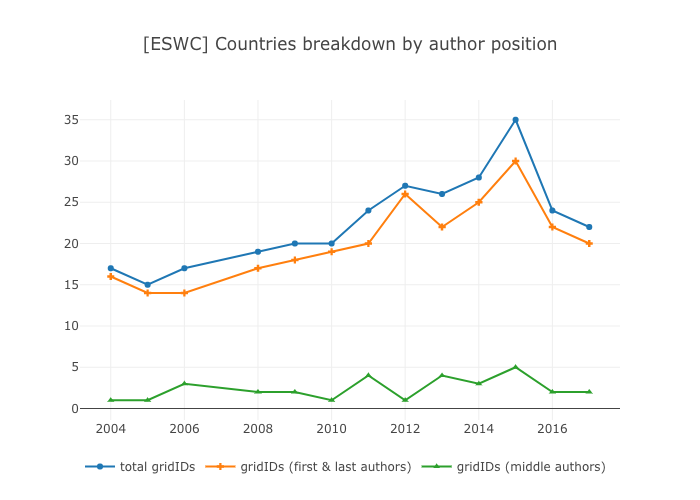 [ESWC] Countries breakdown by author position
35
30
25
20
15
10
5
0
2004 2006 2008 2010 2012 2014 2016
total gridIDs gridIDs (first & last authors) gridIDs (middle authors)